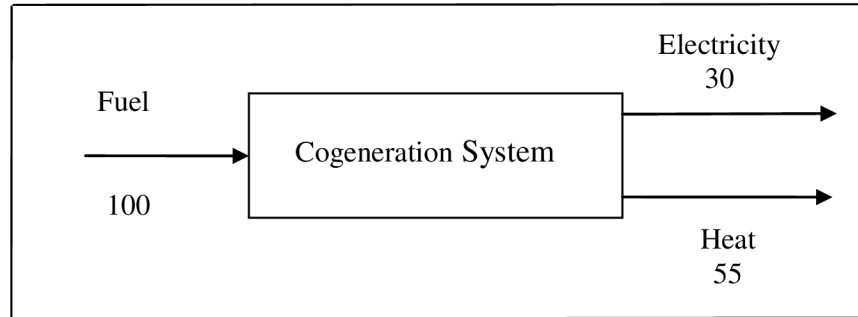 Electricity
30
Fuel
Cogeneration System
100
Heat
55